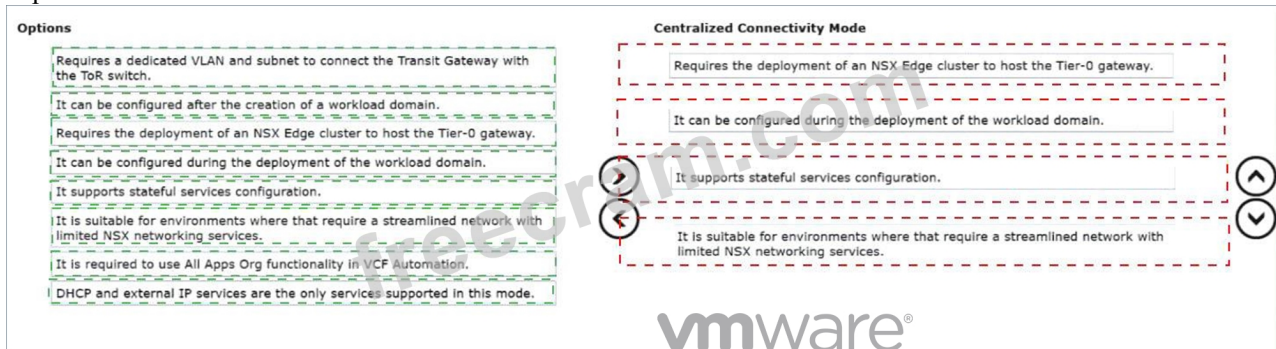 Options
Requires a dedicated VLAN and subnet to connect the Transit Gateway with
the ToR switch.
It can be configured after the creation of a workload domain.
Requires the deployment of an NSX Edge cluster to host the Tier-0 gateway.
It can be configured during the deployment of the workload domain.
It supports stateful services configuration.
It is suitable for environments where that require a streamlined network with
limited NSX networking services.
It is required to use All Apps Org functionality in VCF Automation.
DHCP and external IP services are the only services supported in this mode.
Centralized Connectivity Mode
Requires the deployment of an NSX Edge cluster to host the Tier-0 gateway.
It can be configured during the deployment of the workload domain.
It supports stateful services configuration.
It is suitable for environments where that require a streamlined network with
limited NSX networking services.
freecram.com
vmware®